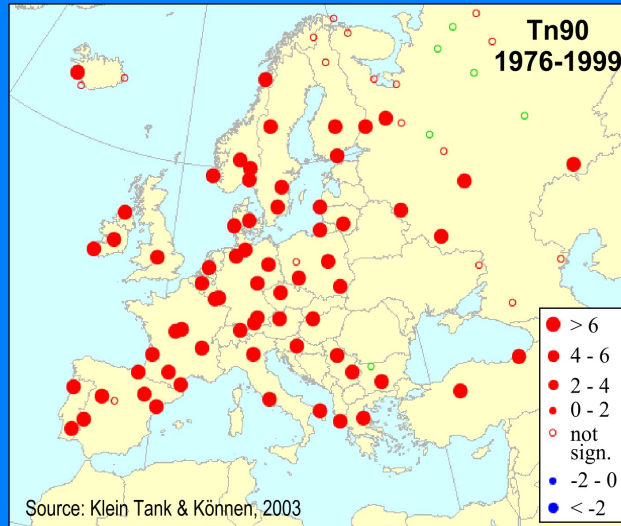 Tn90
1976-1999
> 6
4 - 6
2 - 4
0 - 2
not
sign.
-2 - 0
< -2
Source: Klein Tank & Können, 2003